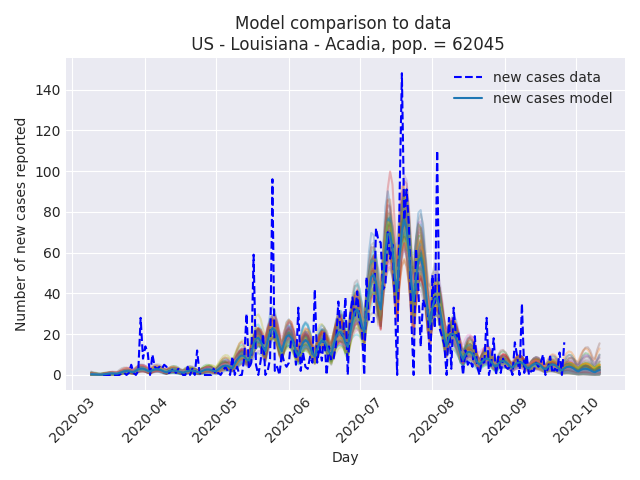 Model comparison to data
US - Louisiana - Acadia, pop. = 62045
new cases data
new cases model
Number of new cases reported
140
120
100
80
60
40
20
0
2020-03
2020-04
2020-05
2020-06
2020-07
2020-08
2020-09
2020-10
Day